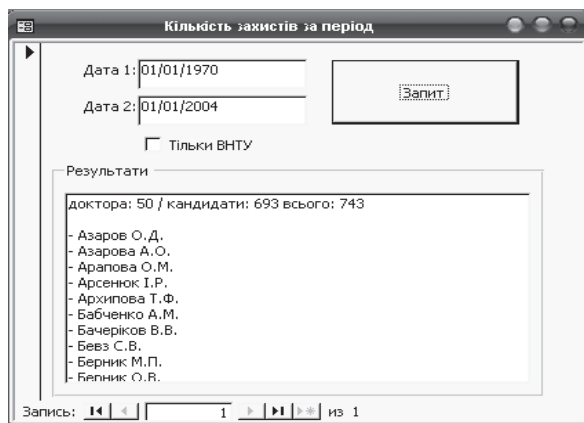 Кількість захистів за період
Дата 1: 01/01/1970
Запит
Дата 2: 01/01/2004
Тільки ВНТУ
Результати
доктора: 50 / кандидати: 693 всього: 743
- Азаров О.Д.
- Азарова А.О.
- Арапова О.М.
- Арсенюк І.Р.
- Архипова Т.Ф.
- Бабченко А.М.
- Бачеріков В.В.
- Бевз С.В.
- Берник М.П.
- Берник О.В.
Запись: 1 из 1